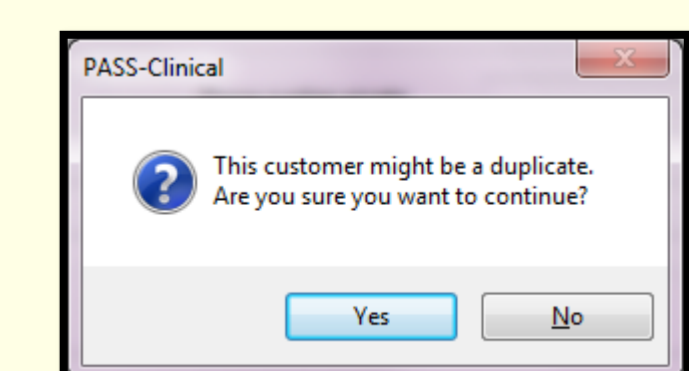 PASS-Clinical
This customer might be a duplicate.
Are you sure you want to continue?
Yes
No